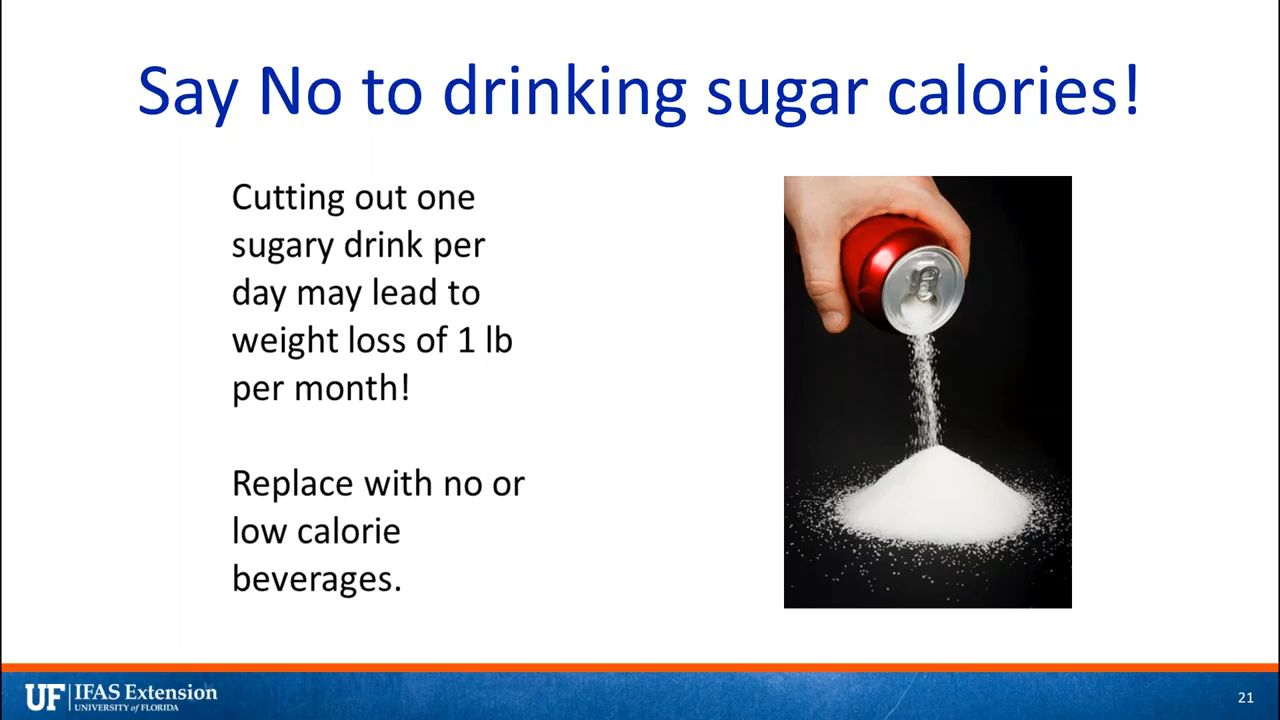 Say No to drinking sugar calories!
Cutting out one
sugary drink per
day may lead to
weight loss of 1 lb
per month!
Replace with no or
low calorie
beverages.
UF IFAS Extension
UNIVERSITY of FLORIDA
21